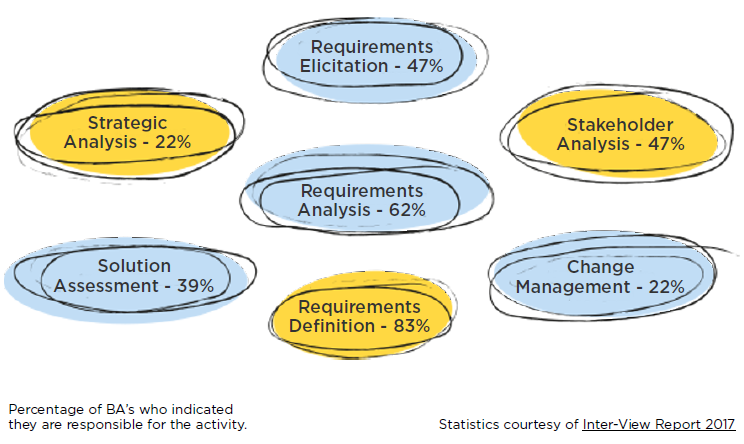 Requirements
Elicitation - 47%
Strategic
Analysis - 22%
Stakeholder
Analysis - 47%
Requirements
Analysis - 62%
Solution
Assessment - 39%
Change
Management - 22%
Requirements
Definition - 83%
Percentage of BA's who indicated
they are responsible for the activity.
Statistics courtesy of Inter-View Report 2017